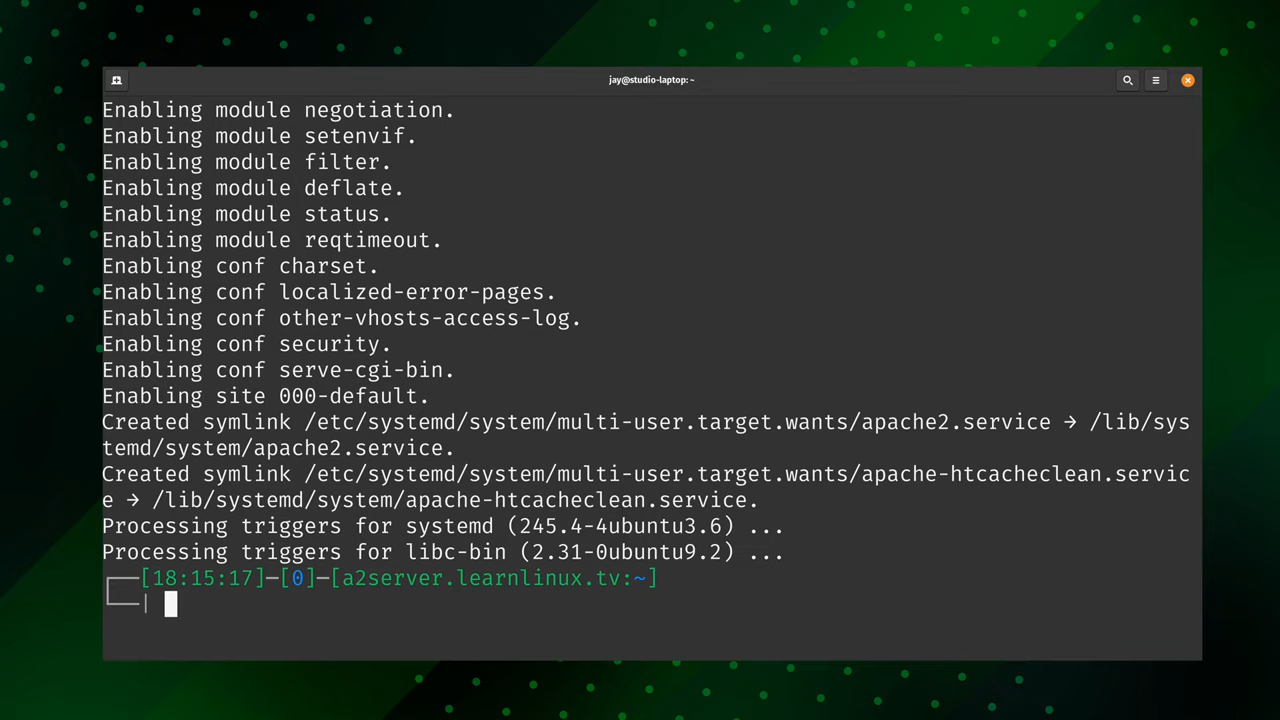 jay@studio-laptop: ~
Enabling module negotiation.
Enabling module setenvif.
Enabling module filter.
Enabling module deflate.
Enabling module status.
Enabling module reqtimeout.
Enabling conf charset.
Enabling conf localized-error-pages.
Enabling conf other-vhosts-access-log.
Enabling conf security.
Enabling conf serve-cgi-bin.
Enabling site 000-default.
Created symlink /etc/systemd/system/multi-user.target.wants/apache2.service → /lib/sys
temd/system/apache2.service.
Created symlink /etc/systemd/system/multi-user.target.wants/apache-htcacheclean.servic
e → /lib/systemd/system/apache-htcacheclean.service.
Processing triggers for systemd (245.4-4ubuntu3.6) ...
Processing triggers for libc-bin (2.31-0ubuntu9.2) ...
┌──[18:15:17]─[0]─[a2server.learnlinux.tv:~]
└──|